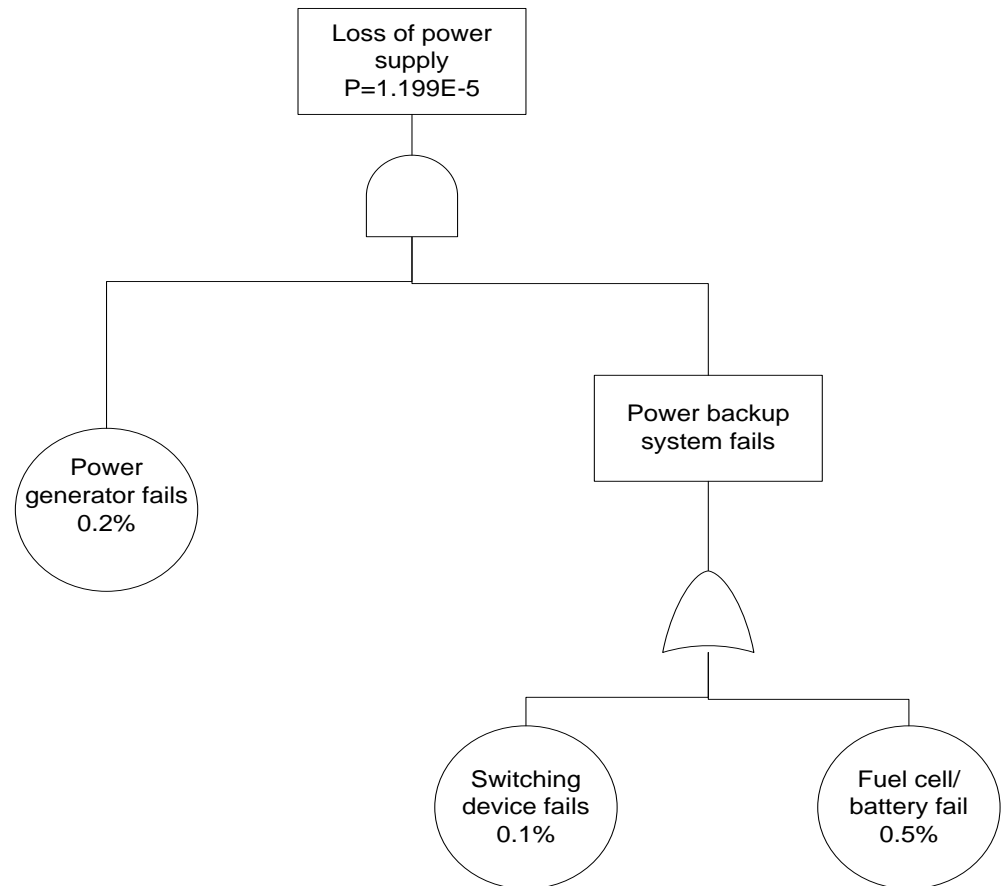 Loss of power
supply
P=1.199E-5
Power backup
system fails
Power
generator fails
0.2%
Switching
device fails
0.1%
Fuel cell/
battery fail
0.5%